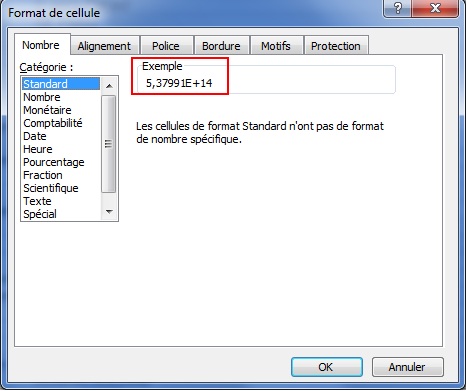 Format de cellule
Nombre Alignement Police Bordure Motifs Protection
Catégorie :
Standard
Nombre
Monétaire
Comptabilité
Date
Heure
Pourcentage
Fraction
Scientifique
Texte
Spécial
Exemple
5,37991E+14
Les cellules de format Standard n'ont pas de format
de nombre spécifique.
OK Annuler